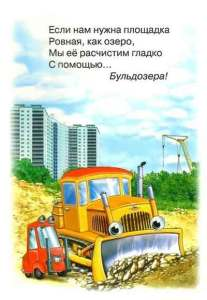 Если нам нужна площадка
Ровная, как озеро,
Мы её расчистим гладко
С помощью...
Бульдозера!